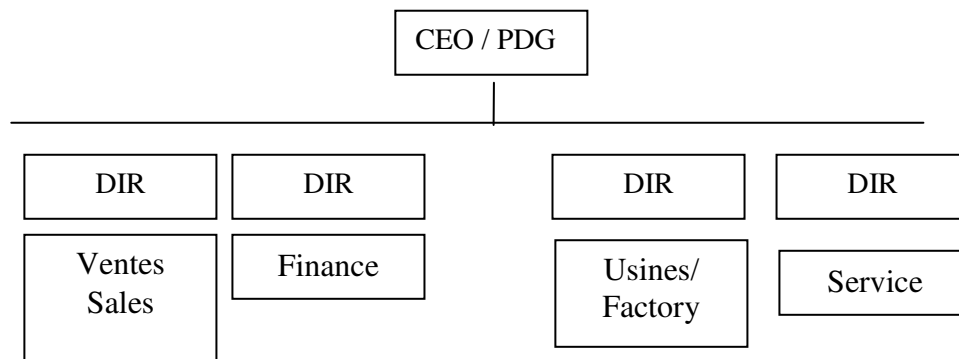 CEO / PDG
DIR
DIR
DIR
DIR
Ventes
Sales
Finance
Usines/
Factory
Service